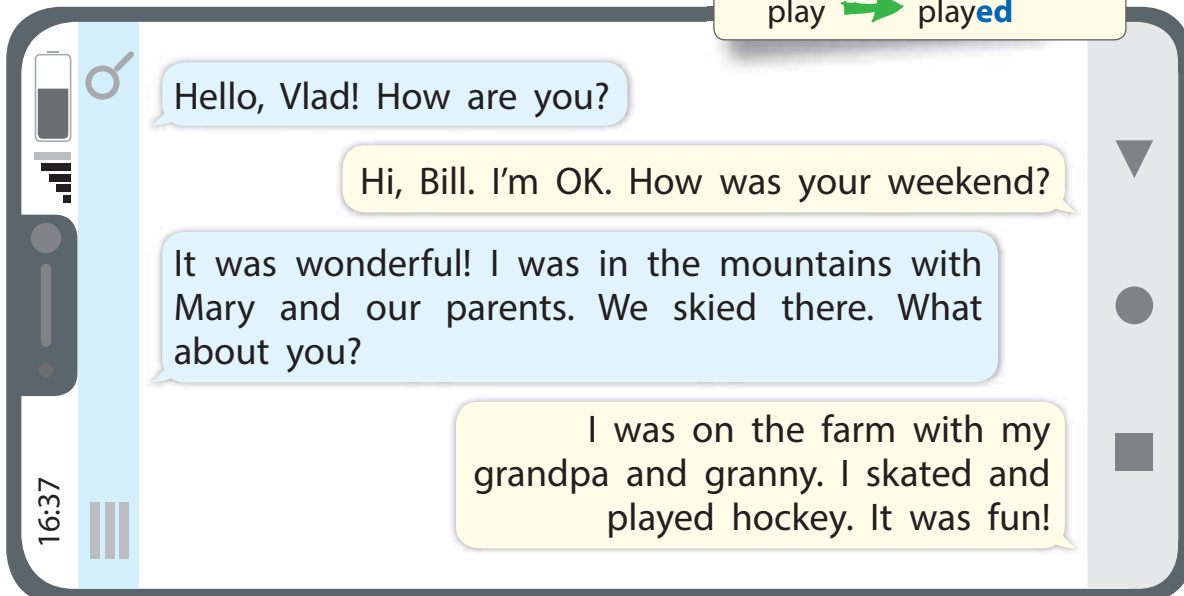 play played
Hello, Vlad! How are you?
Hi, Bill. I'm OK. How was your weekend?
It was wonderful! I was in the mountains with
Mary and our parents. We skied there. What
about you?
I was on the farm with my
grandpa and granny. I skated and
played hockey. It was fun!
16:37